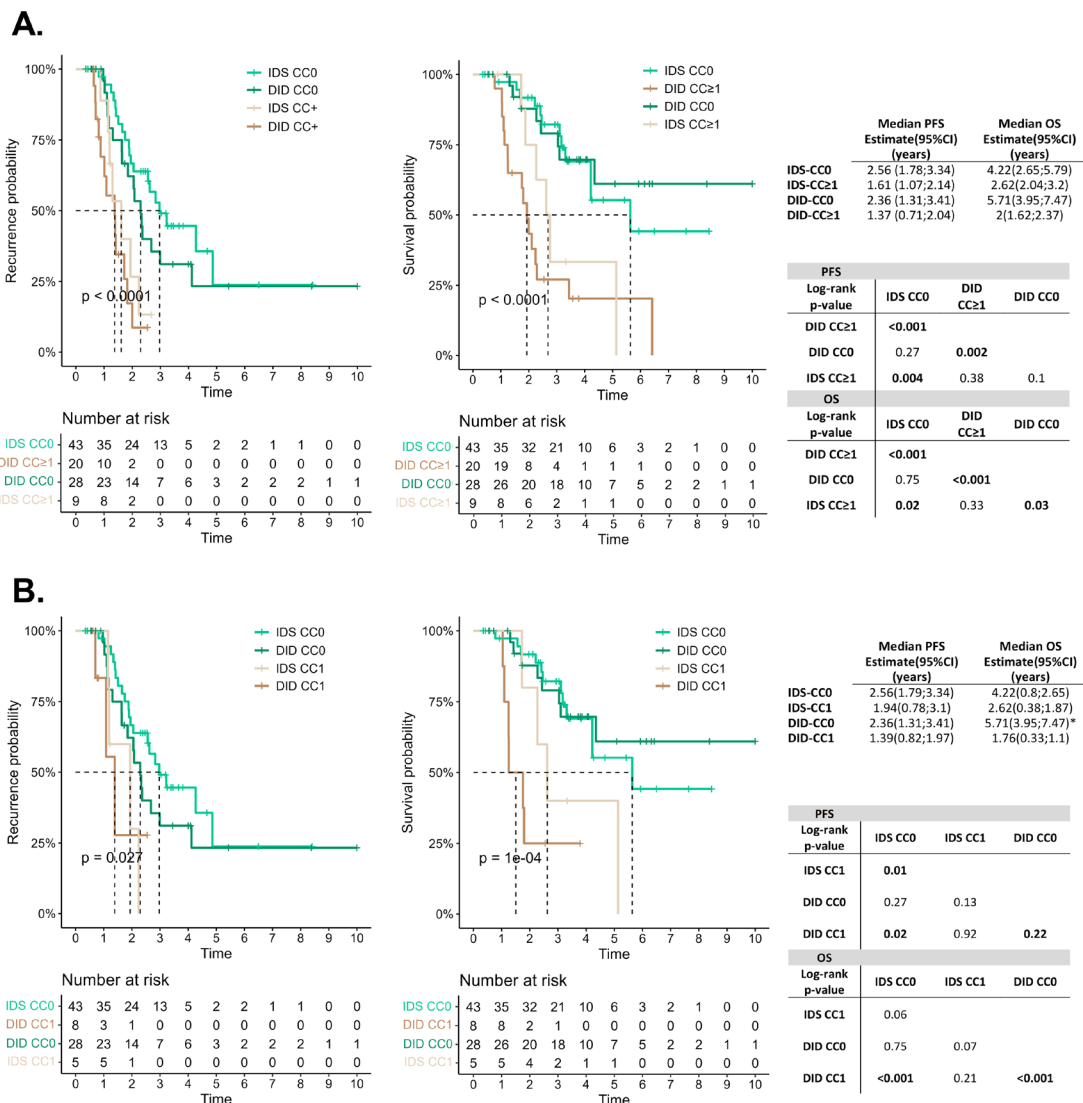 A.
100%
75%
50%
25%
0%
Recurrence probability
IDS CC0
DID CC0
IDS CC+
DID CC+
p < 0.0001
0 1 2 3 4 5 6 7 8 9 10
Time
Number at risk
IDS CC0 43 35 24 13 5 2 2 1 1 0 0
DID CC≥1 20 10 2 0 0 0 0 0 0 0 0
DID CC0 28 23 14 7 6 3 2 2 2 1 1
IDS CC≥1 9 8 2 0 0 0 0 0 0 0 0
0 1 2 3 4 5 6 7 8 9 10
Time
100%
75%
50%
25%
0%
Survival probability
IDS CC0
DID CC≥1
DID CC0
IDS CC≥1
p < 0.0001
0 1 2 3 4 5 6 7 8 9 10
Time
Number at risk
IDS CC0 43 35 32 21 10 6 3 2 1 0 0
DID CC≥1 20 19 8 4 1 1 1 0 0 0 0
DID CC0 28 26 20 18 10 7 5 2 2 1 1
IDS CC≥1 9 8 6 2 1 1 0 0 0 0 0
0 1 2 3 4 5 6 7 8 9 10
Time
Median PFS Median OS
Estimate(95%CI) Estimate(95%CI)
(years) (years)
IDS-CC0 2.56 (1.78;3.34) 4.22(2.65;5.79)
IDS-CC≥1 1.61 (1.07;2.14) 2.62(2.04;3.2)
DID-CC0 2.36 (1.31;3.41) 5.71(3.95;7.47)
DID-CC≥1 1.37 (0.71;2.04) 2(1.62;2.37)
PFS
Log-rank p-value IDS CC0 DID CC≥1 DID CC0
DID CC≥1 <0.001
DID CC0 0.27 0.002
IDS CC≥1 0.004 0.38 0.1
OS
Log-rank p-value IDS CC0 DID CC≥1 DID CC0
DID CC≥1 <0.001
DID CC0 0.75 <0.001
IDS CC≥1 0.02 0.33 0.03
B.
100%
75%
50%
25%
0%
Recurrence probability
IDS CC0
DID CC0
IDS CC1
DID CC1
p = 0.027
0 1 2 3 4 5 6 7 8 9 10
Time
Number at risk
IDS CC0 43 35 24 13 5 2 2 1 1 0 0
DID CC1 8 3 1 0 0 0 0 0 0 0 0
DID CC0 28 23 14 7 6 3 2 2 2 1 1
IDS CC1 5 5 1 0 0 0 0 0 0 0 0
0 1 2 3 4 5 6 7 8 9 10
Time
100%
75%
50%
25%
0%
Survival probability
IDS CC0
DID CC0
IDS CC1
DID CC1
p = 1e-04
0 1 2 3 4 5 6 7 8 9 10
Time
Number at risk
IDS CC0 43 35 32 21 10 6 3 2 1 0 0
DID CC1 8 8 2 1 0 0 0 0 0 0 0
DID CC0 28 26 20 18 10 7 5 2 2 1 1
IDS CC1 5 5 4 2 1 1 0 0 0 0 0
0 1 2 3 4 5 6 7 8 9 10
Time
Median PFS Median OS
Estimate(95%CI) Estimate(95%CI)
(years) (years)
IDS-CC0 2.56(1.79;3.34) 4.22(0.8;2.65)
IDS-CC1 1.94(0.78;3.1) 2.62(0.38;1.87)
DID-CC0 2.36(1.31;3.41) 5.71(3.95;7.47)*
DID-CC1 1.39(0.82;1.97) 1.76(0.33;1.1)
PFS
Log-rank p-value IDS CC0 IDS CC1 DID CC0
IDS CC1 0.01
DID CC0 0.27 0.13
DID CC1 0.02 0.92 0.22
OS
Log-rank p-value IDS CC0 IDS CC1 DID CC0
IDS CC1 0.06
DID CC0 0.75 0.07
DID CC1 <0.001 0.21 <0.001